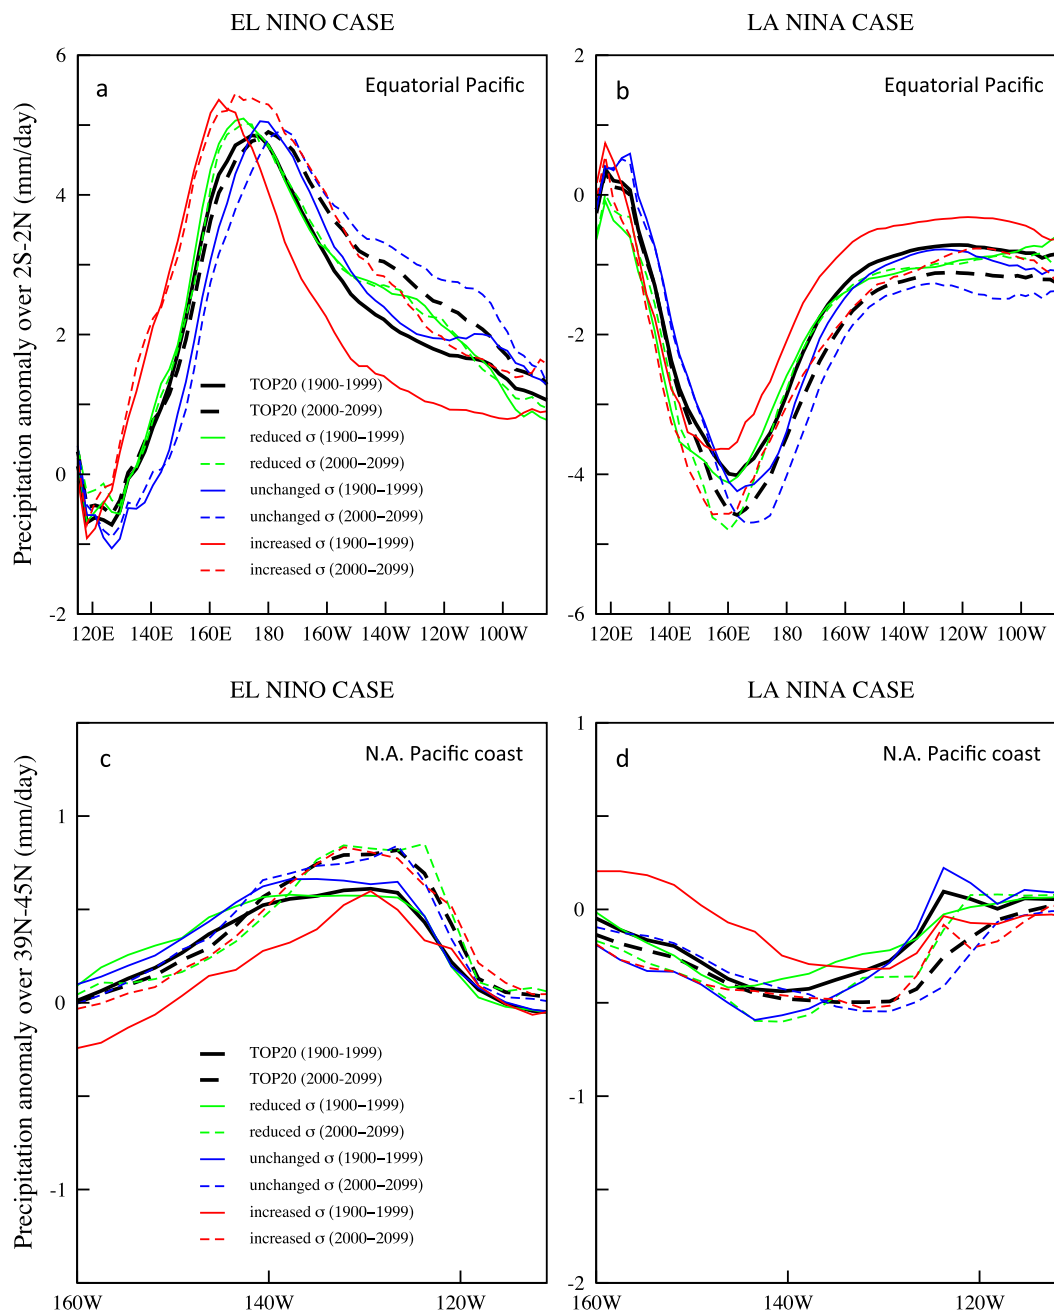 EL NINO CASE
LA NINA CASE
Precipitation anomaly over 2S-2N (mm/day)
6
4
2
0
-2
a
Equatorial Pacific
TOP20 (1900-1999)
TOP20 (2000-2099)
reduced σ (1900−1999)
reduced σ (2000−2099)
unchanged σ (1900−1999)
unchanged σ (2000−2099)
increased σ (1900−1999)
increased σ (2000−2099)
120E 140E 160E 180 160W 140W 120W 100W
2
0
-2
-4
-6
b
Equatorial Pacific
120E 140E 160E 180 160W 140W 120W 100W
EL NINO CASE
LA NINA CASE
Precipitation anomaly over 39N-45N (mm/day)
1
0
-1
c
N.A. Pacific coast
TOP20 (1900-1999)
TOP20 (2000-2099)
reduced σ (1900−1999)
reduced σ (2000−2099)
unchanged σ (1900−1999)
unchanged σ (2000−2099)
increased σ (1900−1999)
increased σ (2000−2099)
160W 140W 120W
1
0
-1
-2
d
N.A. Pacific coast
160W 140W 120W